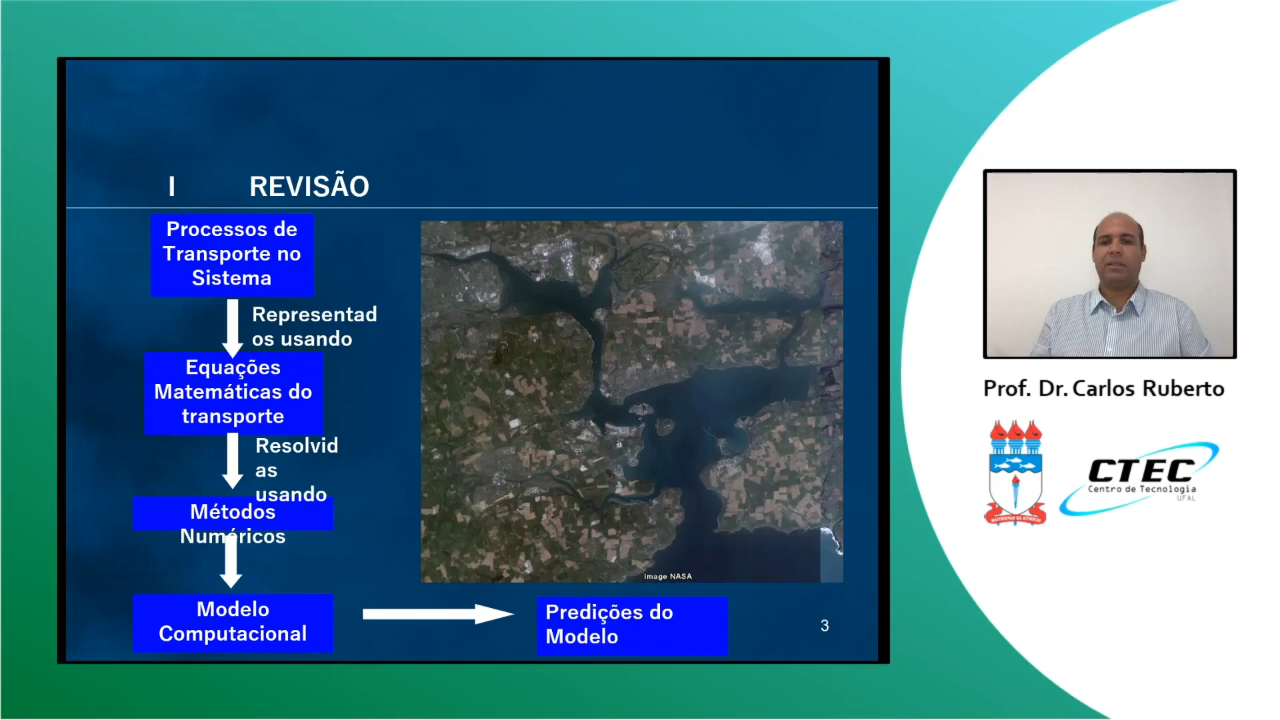 I REVISÃO
Processos de
Transporte no
Sistema
Representad
os usando
Equações
Matemáticas do
transporte
Resolvid
as
usando
Métodos
Numéricos
Modelo
Computacional
Predições do
Modelo
Image NASA
3
Prof. Dr. Carlos Ruberto
CTEC
Centro de Tecnologia
UFAL